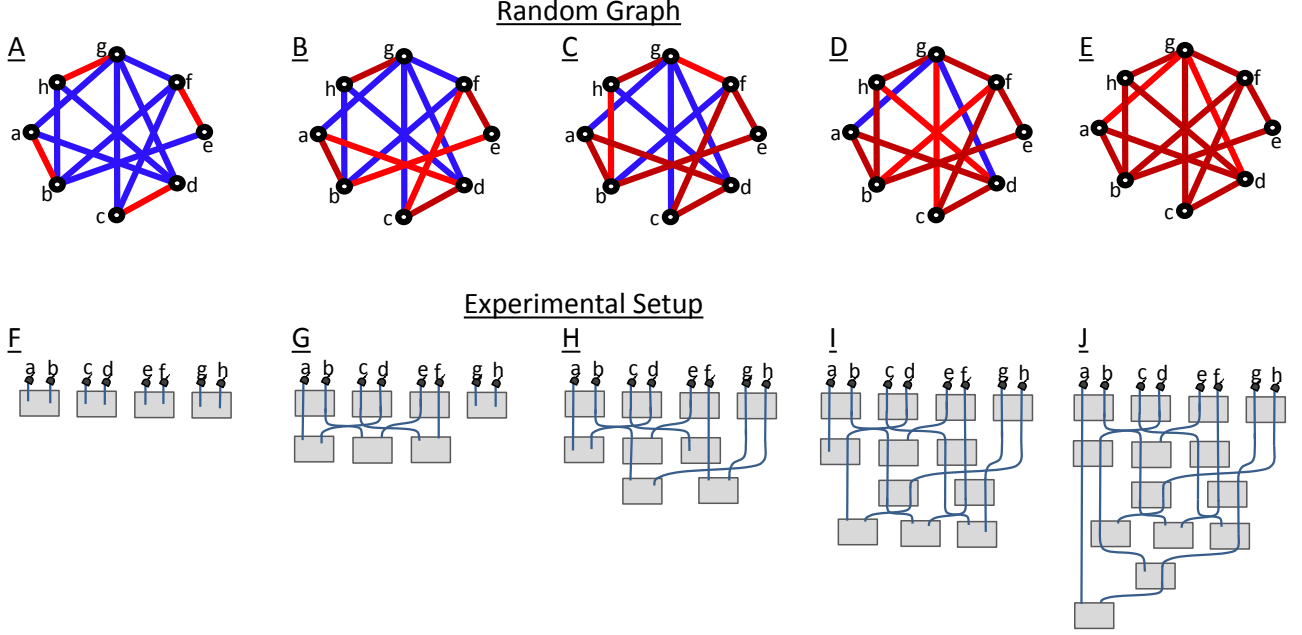 Random Graph
A B C D E
g g g g g
h f h f h f h f h f
a e a e a e a e a e
b d b d b d b d b d
c c c c c
Experimental Setup
F G H I J
a b c d e f g h a b c d e f g h a b c d e f g h a b c d e f g h a b c d e f g h